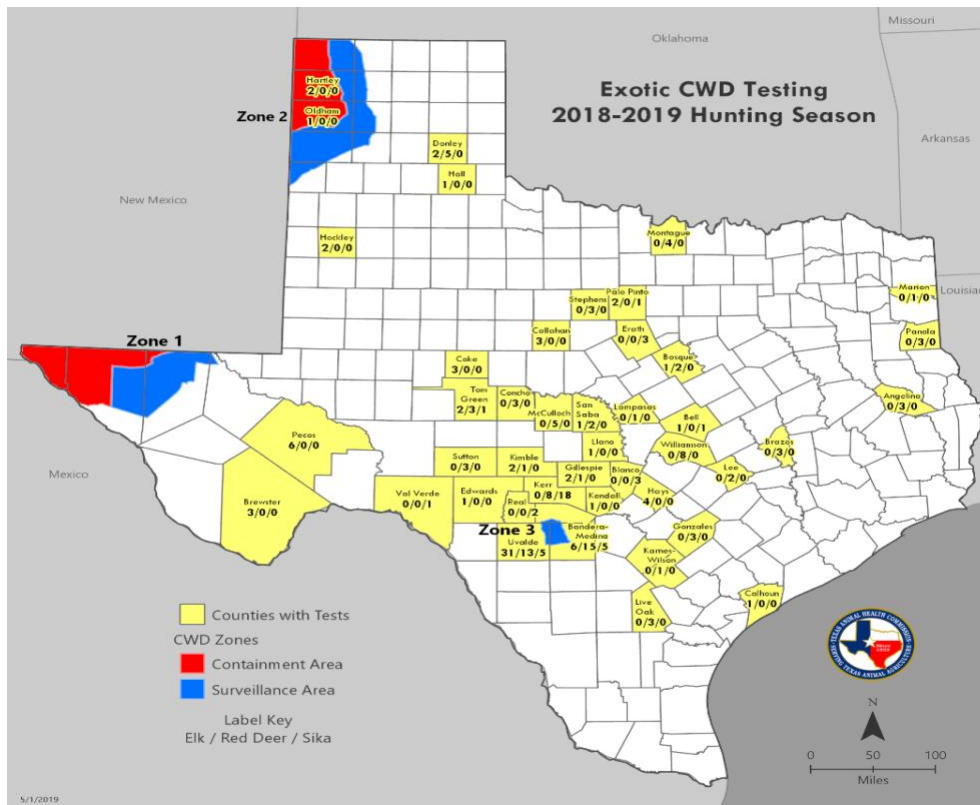 Missouri
Oklahoma
Exotic CWD Testing
2018-2019 Hunting Season
Arkansas
Hartley
2/0/0
Oldham
1/0/0
Zone 2
Donley
2/5/0
Hall
1/0/0
New Mexico
Hockley
2/0/0
Montague
0/4/0
Marion
0/1/0
Louisian
Palo Pinto
2/0/1
Stephens
0/3/0
Panola
0/3/0
Callahan
3/0/0
Erath
0/0/3
Bosque
1/2/0
Zone 1
Coke
3/0/0
Tom
Green
2/3/1
Concho
0/3/0
McCulloch
0/5/0
San
Saba
1/2/0
Lampasas
0/1/0
Bell
1/0/1
Angelina
0/3/0
Pecos
6/0/0
Llano
1/0/0
Williamson
0/8/0
Brazos
0/3/0
Mexico
Sutton
0/3/0
Kimble
2/1/0
Gillespie
2/1/0
Blanco
0/0/3
Lee
0/2/0
Brewster
3/0/0
Val Verde
0/0/1
Edwards
1/0/0
Kerr
0/8/18
Real
0/0/2
Kendall
1/0/0
Hays
4/0/0
Zone 3
Uvalde
31/13/5
Bandera-
Medina
6/15/5
Gonzales
0/3/0
Karnes-
Wilson
0/1/0
Live
Oak
0/3/0
Calhoun
1/0/0
Counties with Tests
CWD Zones
Containment Area
Surveillance Area
Label Key
Elk / Red Deer / Sika
TEXAS ANIMAL HEALTH COMMISSION
SERVING TEXAS ANIMAL AGRICULTURE
N
0 50 100
Miles
5/1/2019